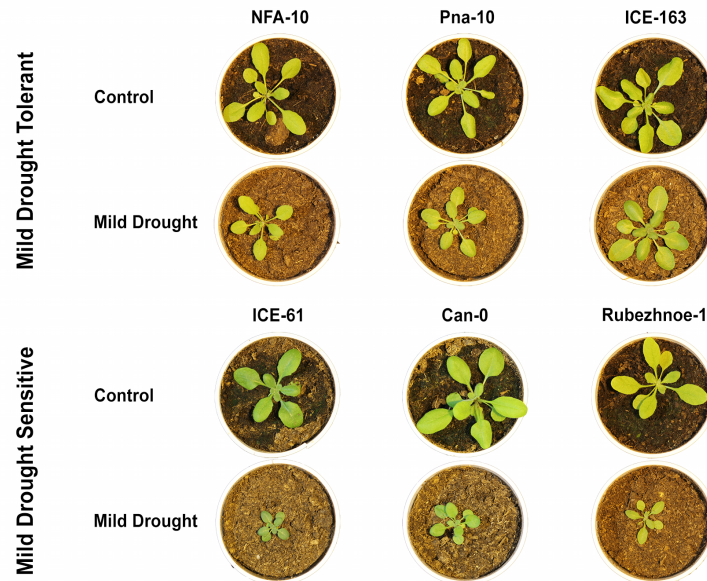 NFA-10 Pna-10 ICE-163
Mild Drought Tolerant
Control
Mild Drought
ICE-61 Can-0 Rubezhnoe-1
Mild Drought Sensitive
Control
Mild Drought